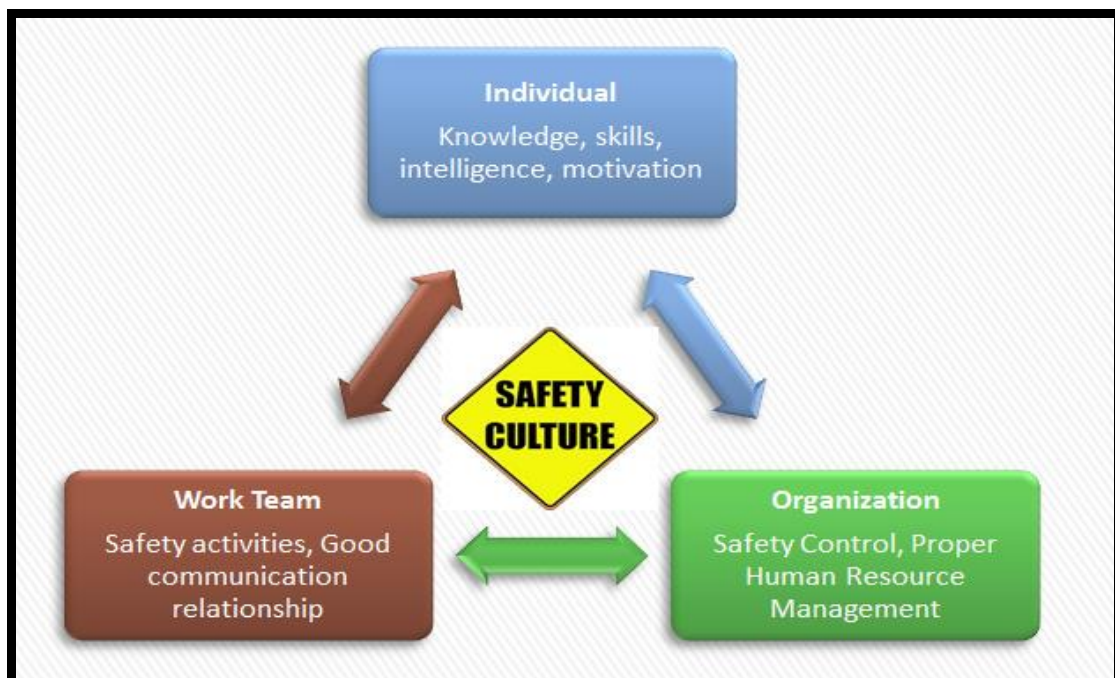 Individual
Knowledge, skills,
intelligence, motivation
SAFETY
CULTURE
Work Team
Safety activities, Good
communication
relationship
Organization
Safety Control, Proper
Human Resource
Management